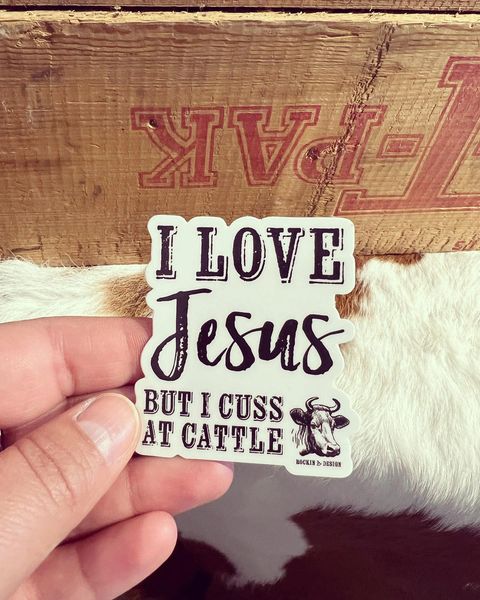 -PAK
I LOVE
Jesus
BUT I CUSS
AT CATTLE
ROCKIN b DESIGN